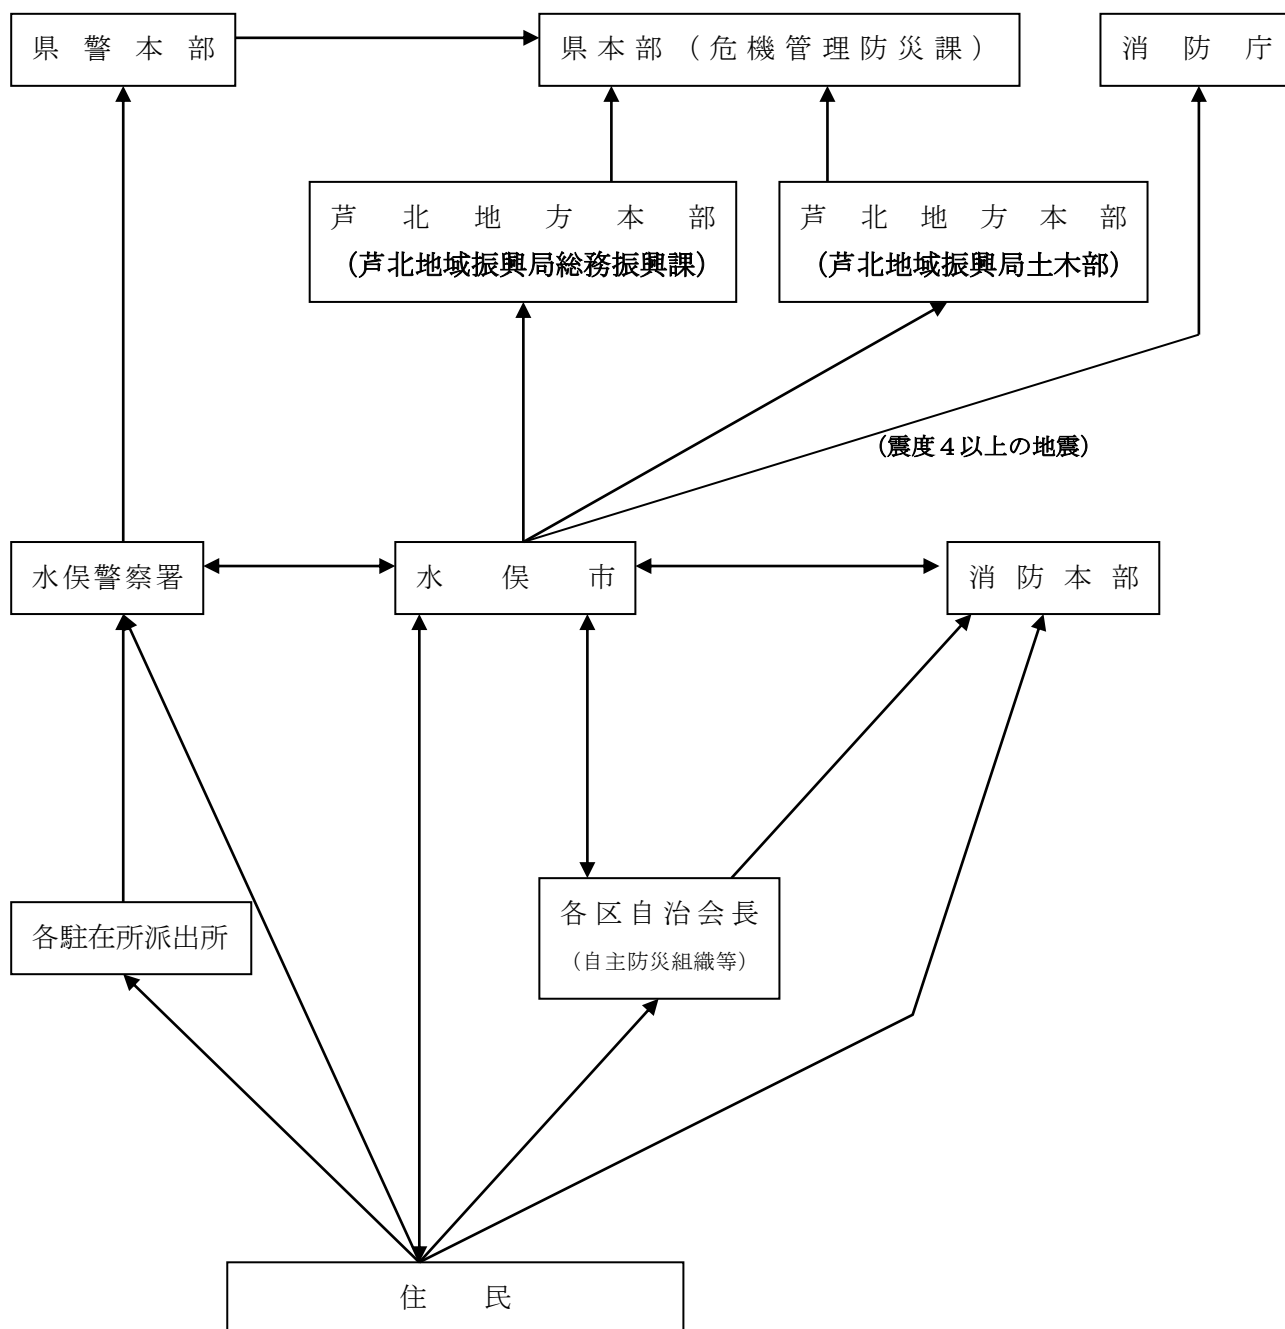 県警本部
県本部（危機管理防災課）
消防庁
芦北地方本部
（芦北地域振興局総務振興課）
芦北地方本部
（芦北地域振興局土木部）
（震度４以上の地震）
水俣警察署
水俣市
消防本部
各区自治会長
（自主防災組織等）
各駐在所派出所
住民